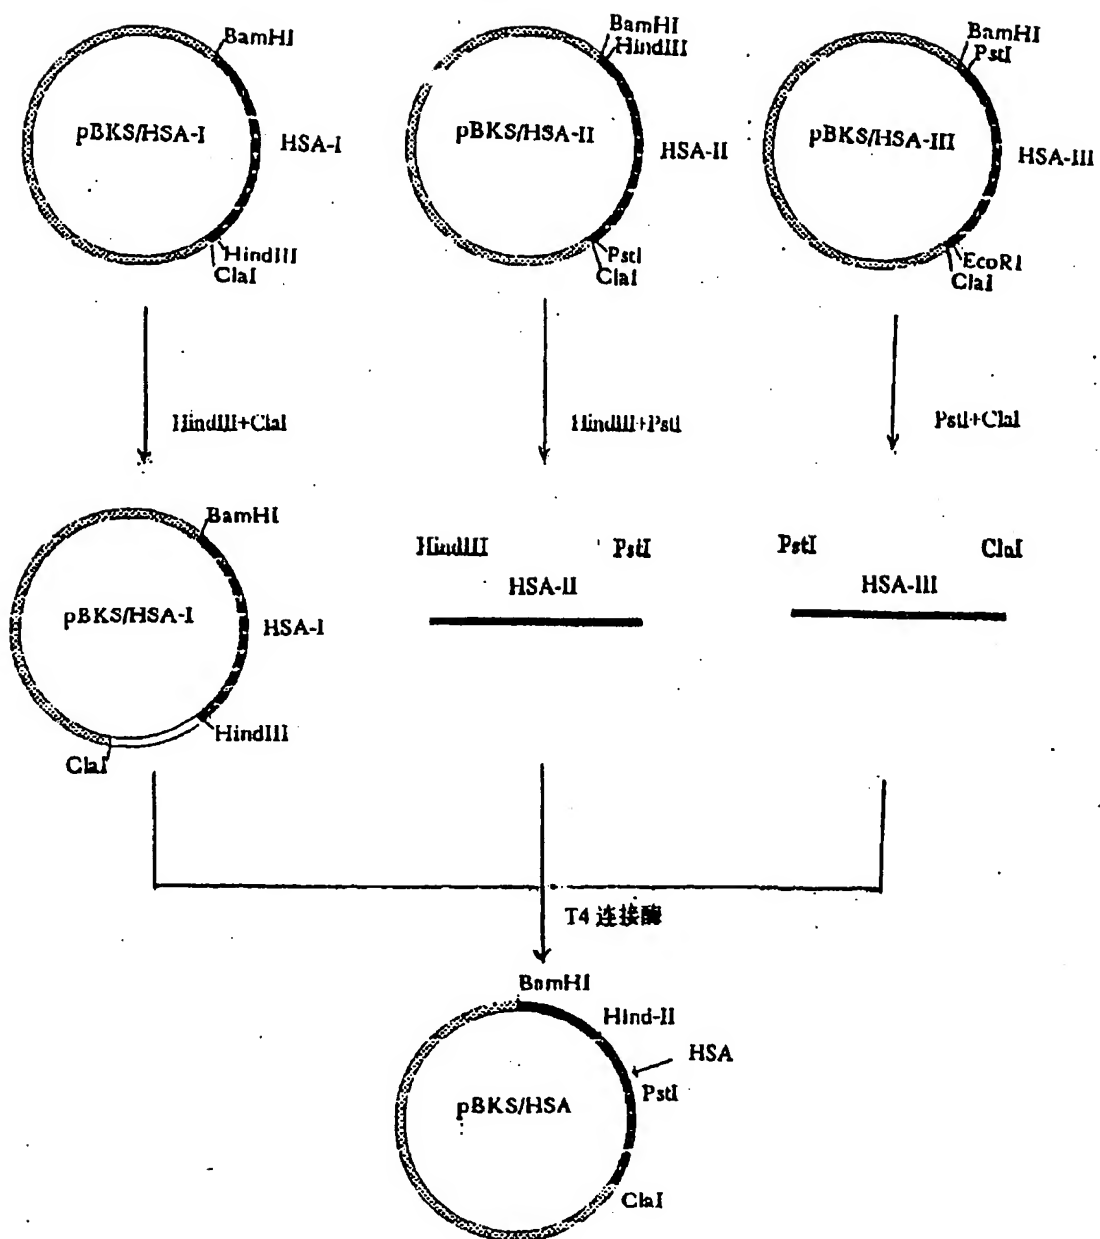 BamHI
pBKS/HSA-I
HSA-I
HindIII
ClaI
BamHI
HindIII
pBKS/HSA-II
HSA-II
PstI
ClaI
BamHI
PstI
pBKS/HSA-III
HSA-III
EcoRI
ClaI
HindIII+ClaI
HindIII+PstI
PstI+ClaI
BamHI
pBKS/HSA-I
HSA-I
HindIII
ClaI
HindIII
PstI
HSA-II
PstI
ClaI
HSA-III
T4 连接酶
BamHI
Hind-II
HSA
PstI
pBKS/HSA
ClaI